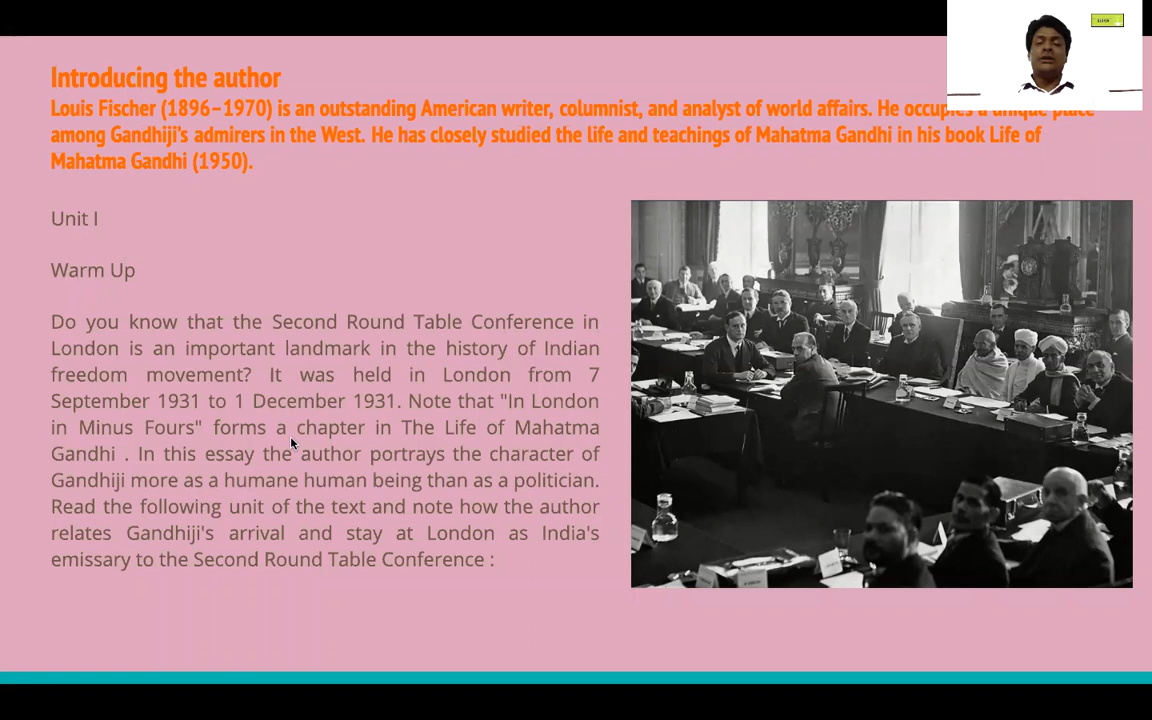 Introducing the author
Louis Fischer (1896–1970) is an outstanding American writer, columnist, and analyst of world affairs. He occupies a unique place
among Gandhiji's admirers in the West. He has closely studied the life and teachings of Mahatma Gandhi in his book Life of
Mahatma Gandhi (1950).
Unit I
Warm Up
Do you know that the Second Round Table Conference in
London is an important landmark in the history of Indian
freedom movement? It was held in London from 7
September 1931 to 1 December 1931. Note that "In London
in Minus Fours" forms a chapter in The Life of Mahatma
Gandhi . In this essay the author portrays the character of
Gandhiji more as a humane human being than as a politician.
Read the following unit of the text and note how the author
relates Gandhiji's arrival and stay at London as India's
emissary to the Second Round Table Conference :